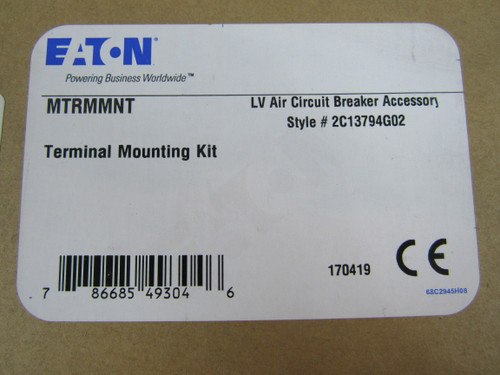 EATON
Powering Business Worldwide™
MTRMMNT
LV Air Circuit Breaker Accessory
Style # 2C13794G02
Terminal Mounting Kit
7 86685 49304 6
170419
CE
68C2945H08